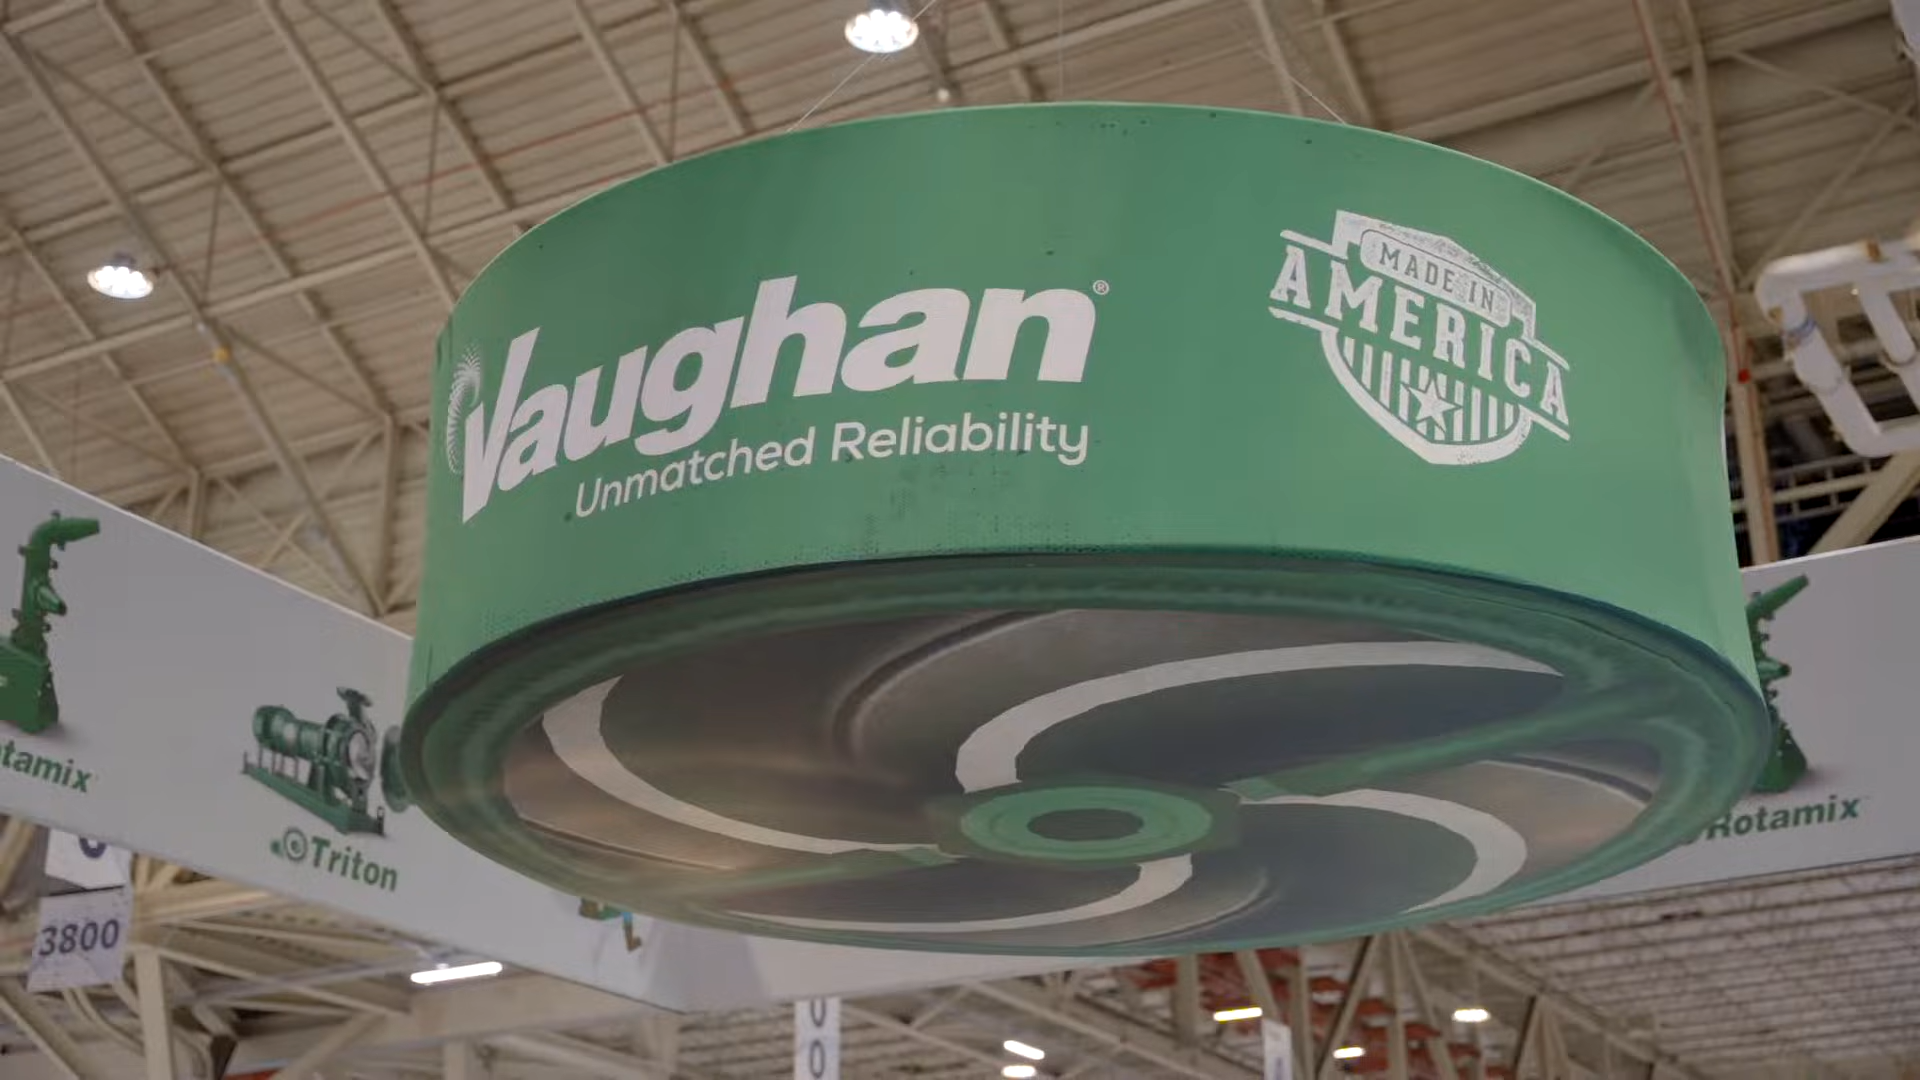 Vaughan®
Unmatched Reliability
MADE IN
AMERICA
tamix
Triton
Rotamix
3800